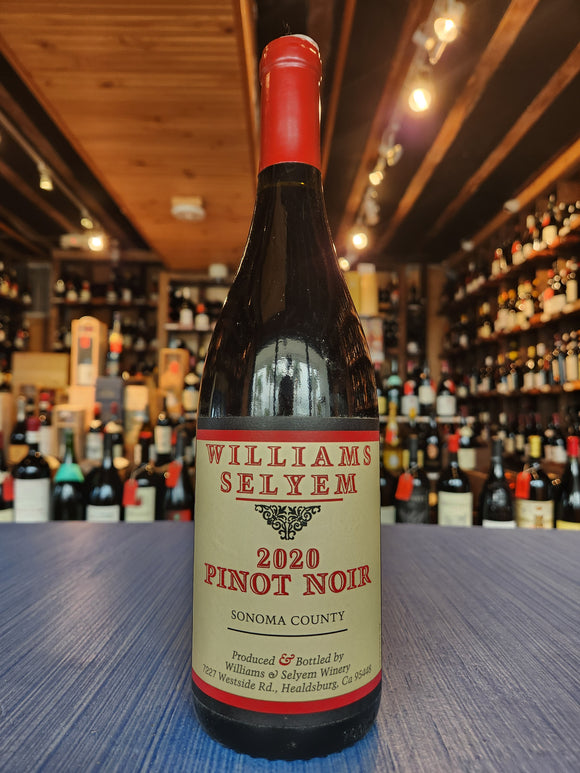 WILLIAMS
SELYEM
2020
PINOT NOIR
SONOMA COUNTY
Produced & Bottled by
Williams & Selyem Winery
7227 Westside Rd., Healdsburg, Ca 95448